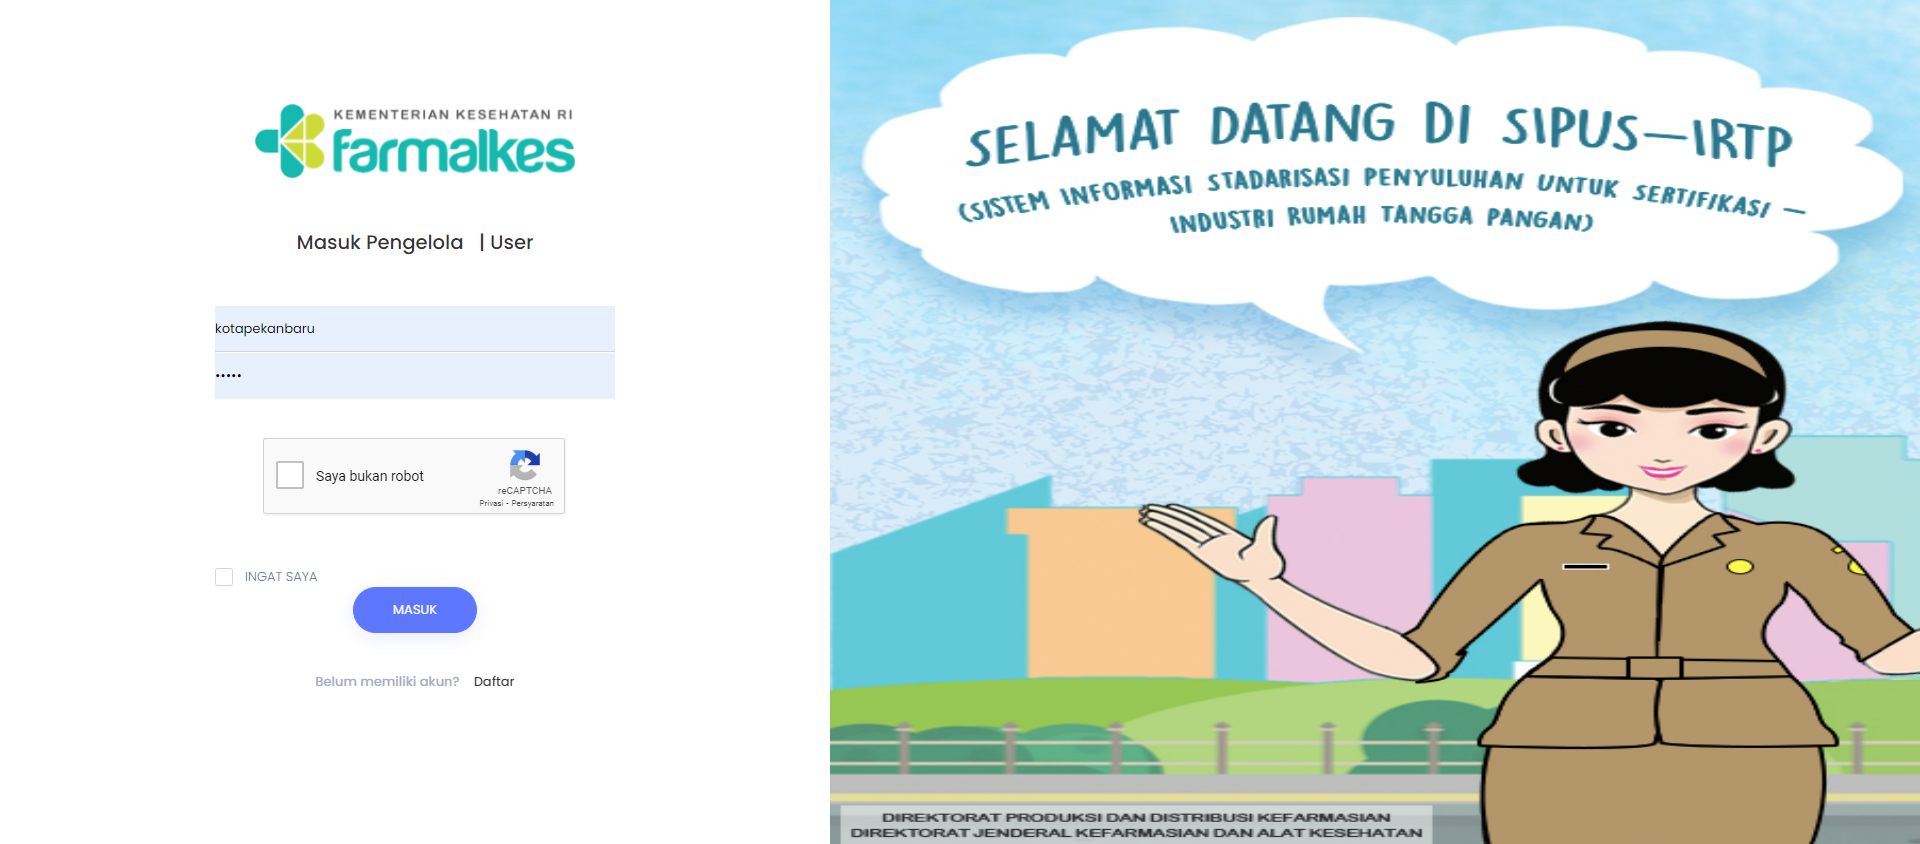 KEMENTERIAN KESEHATAN RI
farmalkes
Masuk Pengelola | User
kotapekanbaru
•••••
Saya bukan robot
reCAPTCHA
Privasi - Persyaratan
INGAT SAYA
MASUK
Belum memiliki akun? Daftar
SELAMAT DATANG DI SIPUS–IRTP
(SISTEM INFORMASI STADARISASI PENYULUHAN UNTUK SERTIFIKASI –
INDUSTRI RUMAH TANGGA PANGAN)
DIREKTORAT PRODUKSI DAN DISTRIBUSI KEFARMASIAN
DIREKTORAT JENDERAL KEFARMASIAN DAN ALAT KESEHATAN